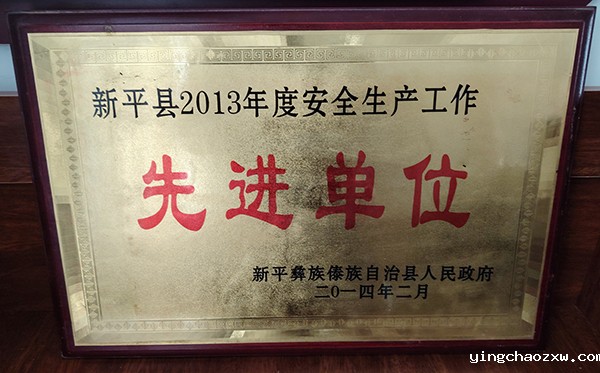 新平县2013年度安全生产工作
先进单位
新平彝族傣族自治县人民政府
二0一四年二月
yingchaozxw.com